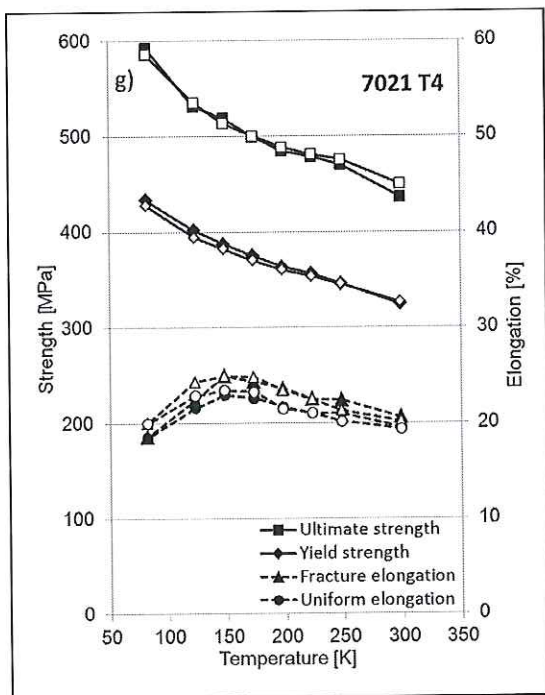 g)
7021 T4
600
500
400
300
200
100
0
Strength [MPa]
60
50
40
30
20
10
0
Elongation [%]
Ultimate strength
Yield strength
Fracture elongation
Uniform elongation
50 100 150 200 250 300 350
Temperature [K]